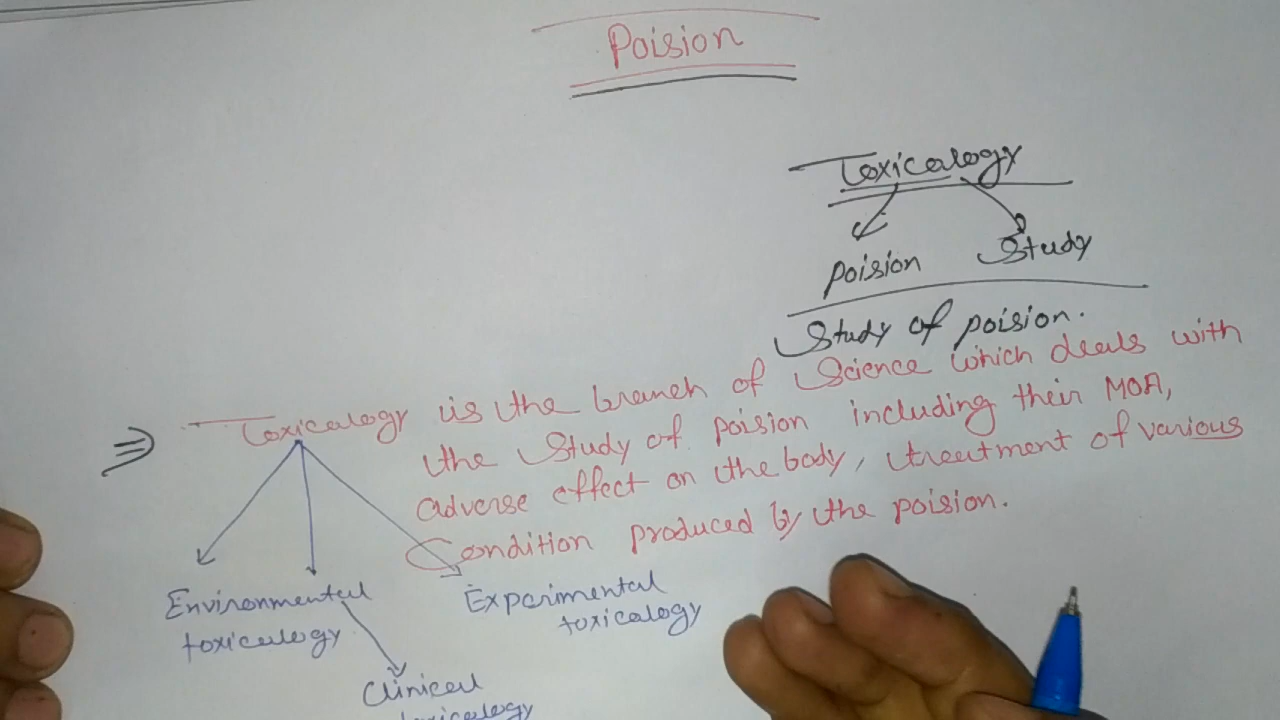 Poision
Toxicalogy
Poision Study
Study of poision.
⇒ Toxicalogy is the branch of Science which deals with
the Study of poision including their MOA,
adverse effect on the body, treatment of various
Condition produced by the poision.
Environmental
toxicalogy
Experimental
toxicalogy
Clinical
toxicalogy